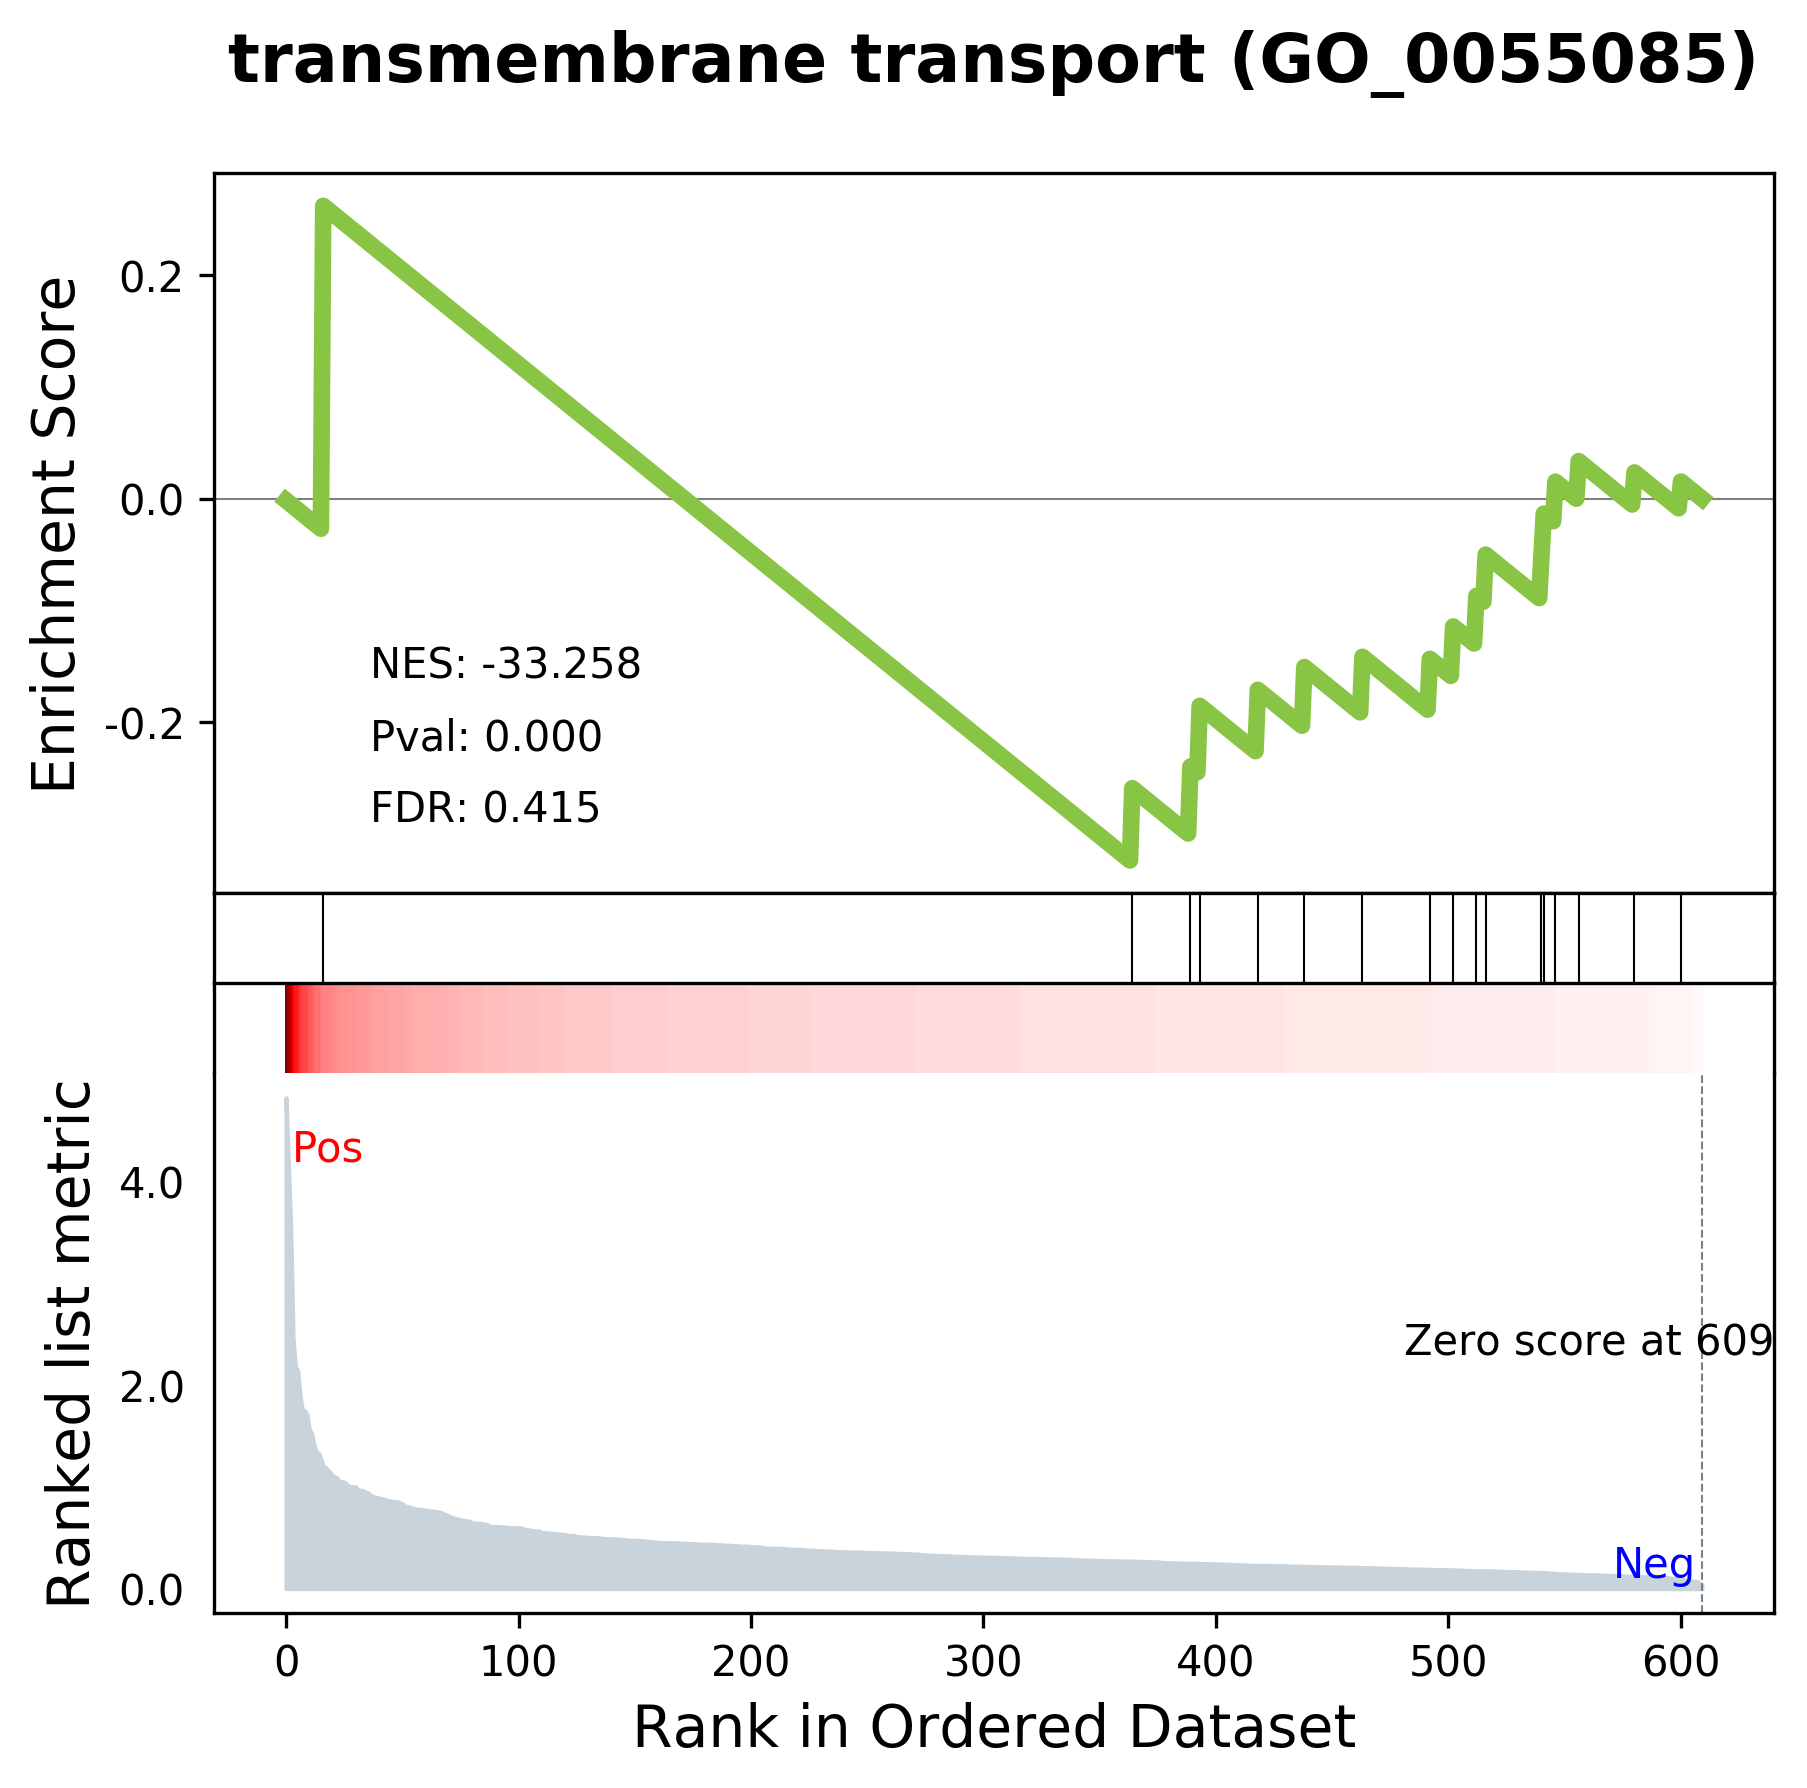 transmembrane transport (GO_0055085)
Enrichment Score
0.2
0.0
-0.2
NES: -33.258
Pval: 0.000
FDR: 0.415
Ranked list metric
4.0
2.0
0.0
Pos
Zero score at 609
Neg
0 100 200 300 400 500 600
Rank in Ordered Dataset